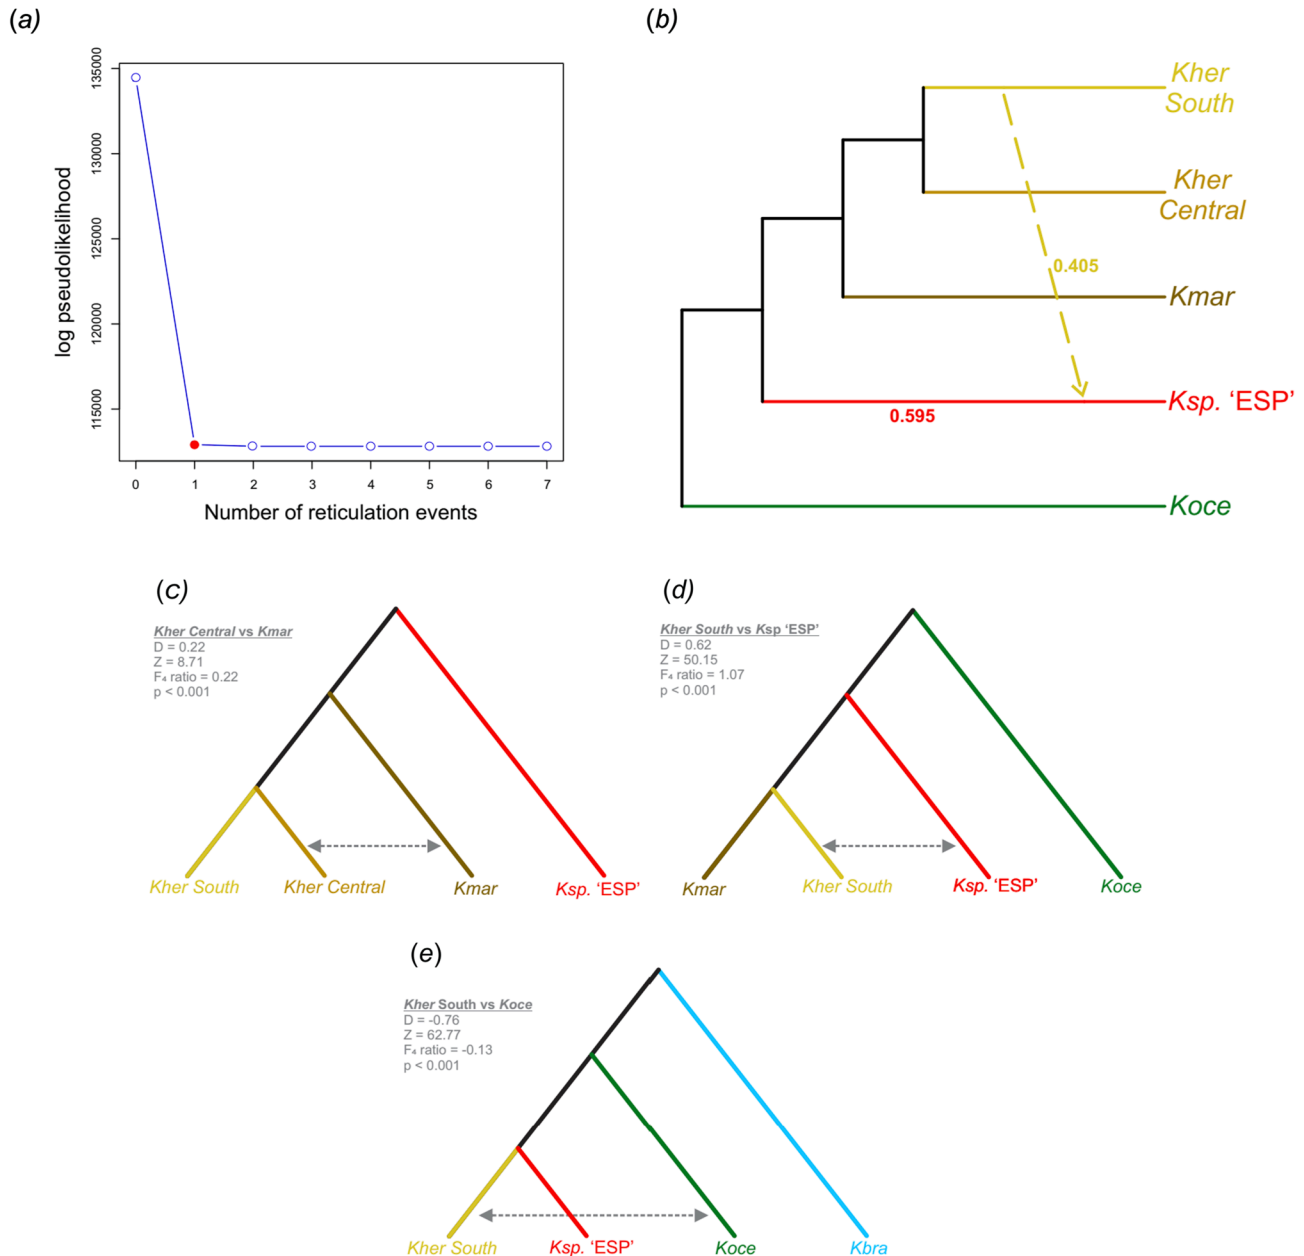 (a)
135000
130000
125000
120000
115000
log pseudolikelihood
0 1 2 3 4 5 6 7
Number of reticulation events
(b)
Kher
South
Kher
Central
0.405
Kmar
Ksp. ‘ESP’
0.595
Koce
(c)
Kher Central vs Kmar
D = 0.22
Z = 8.71
F₄ ratio = 0.22
p < 0.001
Kher South
Kher Central
Kmar
Ksp. ‘ESP’
(d)
Kher South vs Ksp ‘ESP’
D = 0.62
Z = 50.15
F₄ ratio = 1.07
p < 0.001
Kmar
Kher South
Ksp. ‘ESP’
Koce
(e)
Kher South vs Koce
D = -0.76
Z = 62.77
F₄ ratio = -0.13
p < 0.001
Kher South
Ksp. ‘ESP’
Koce
Kbra